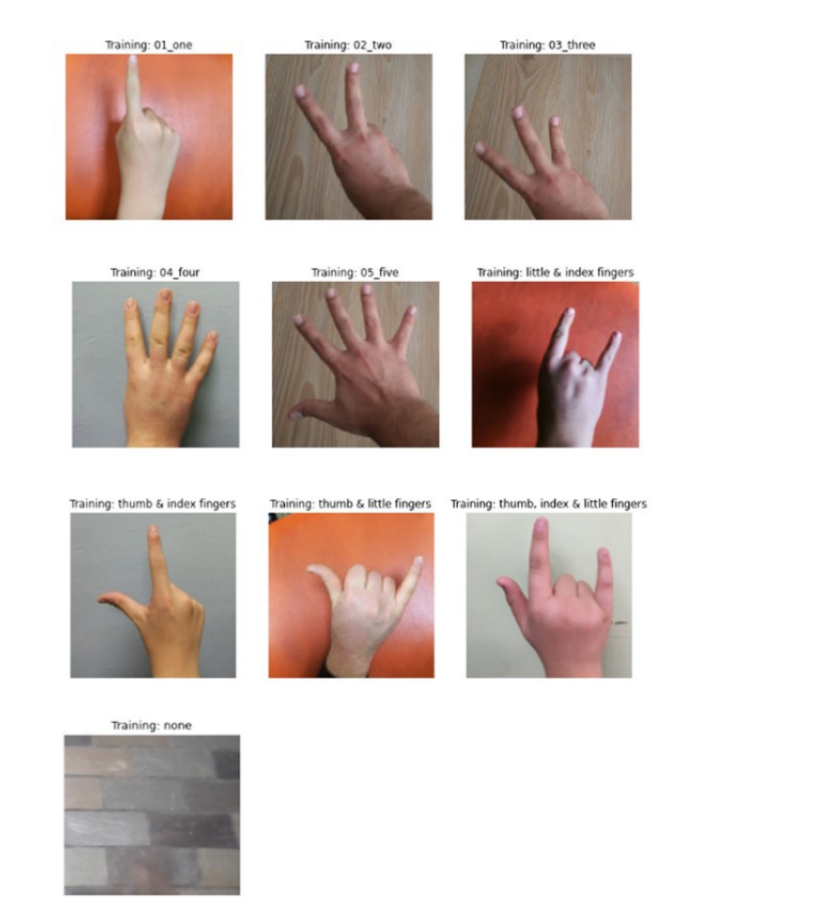 Training: 01_one
Training: 02_two
Training: 03_three
Training: 04_four
Training: 05_five
Training: little & index fingers
Training: thumb & index fingers
Training: thumb & little fingers
Training: thumb, index & little fingers
Training: none